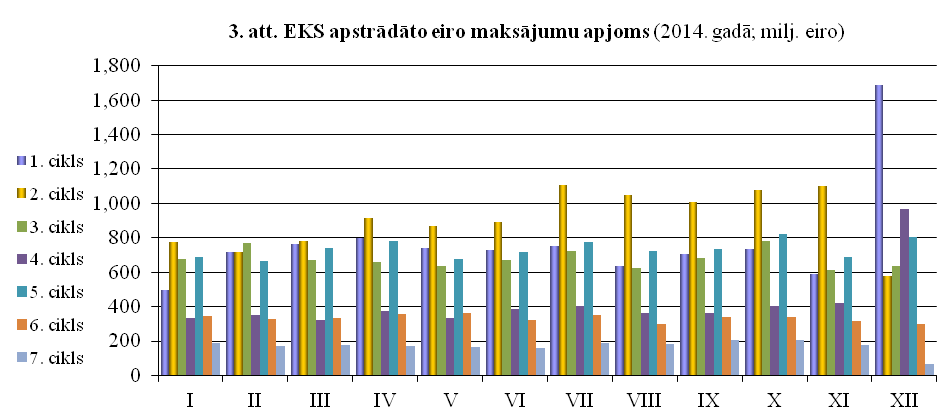 3. att. EKS apstrādāto eiro maksājumu apjoms (2014. gadā; milj. eiro)
1,800
1,600
1,400
1,200
1,000
800
600
400
200
0
1. cikls
2. cikls
3. cikls
4. cikls
5. cikls
6. cikls
7. cikls
I II III IV V VI VII VIII IX X XI XII